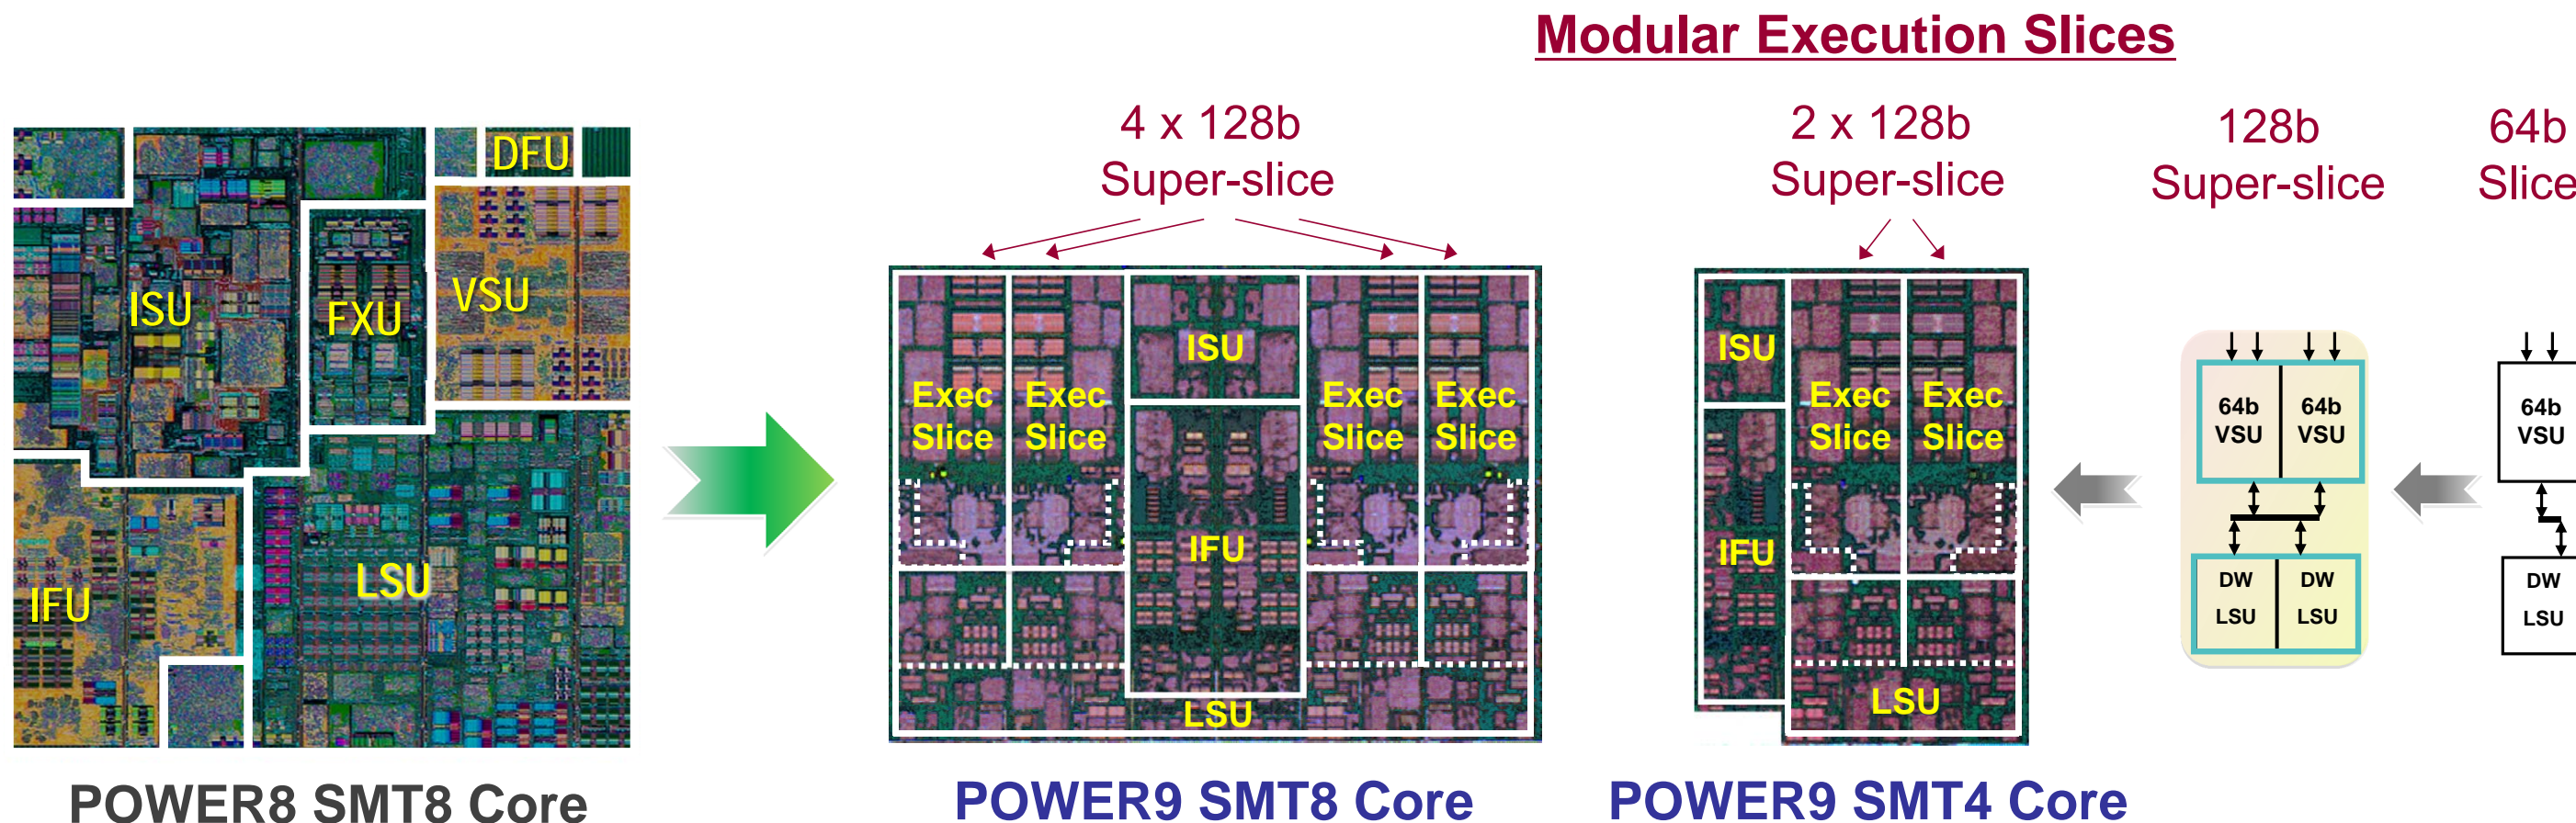 Modular Execution Slices
4 x 128b
Super-slice
2 x 128b
Super-slice
128b
Super-slice
64b
Slice
DFU
ISU
FXU
VSU
IFU
LSU
ISU
Exec
Slice
Exec
Slice
Exec
Slice
Exec
Slice
IFU
LSU
ISU
Exec
Slice
Exec
Slice
IFU
LSU
64b
VSU
64b
VSU
DW
LSU
DW
LSU
64b
VSU
DW
LSU
POWER8 SMT8 Core
POWER9 SMT8 Core
POWER9 SMT4 Core